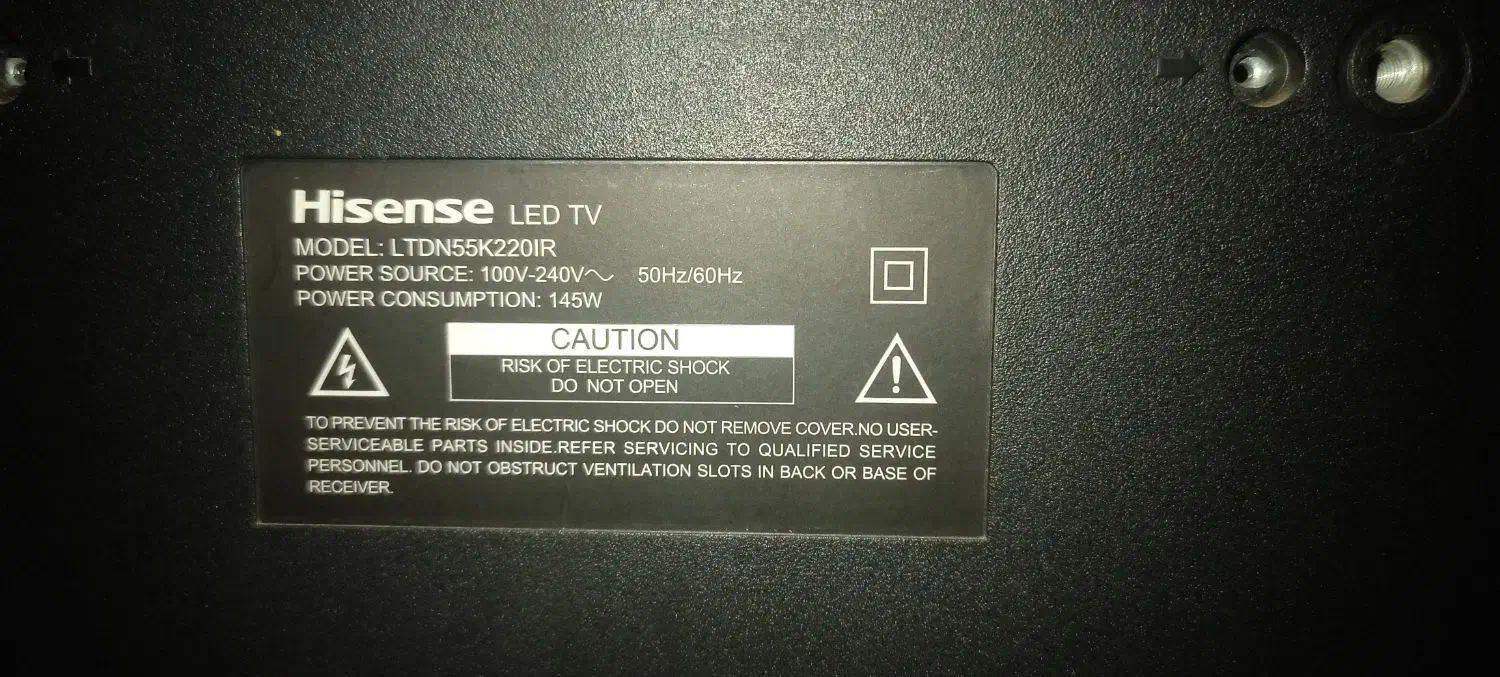 Hisense LED TV
MODEL: LTDN55K220IR
POWER SOURCE: 100V-240V～ 50Hz/60Hz
POWER CONSUMPTION: 145W
CAUTION
RISK OF ELECTRIC SHOCK
DO NOT OPEN
TO PREVENT THE RISK OF ELECTRIC SHOCK DO NOT REMOVE COVER.NO USER-
SERVICEABLE PARTS INSIDE.REFER SERVICING TO QUALIFIED SERVICE
PERSONNEL. DO NOT OBSTRUCT VENTILATION SLOTS IN BACK OR BASE OF
RECEIVER.